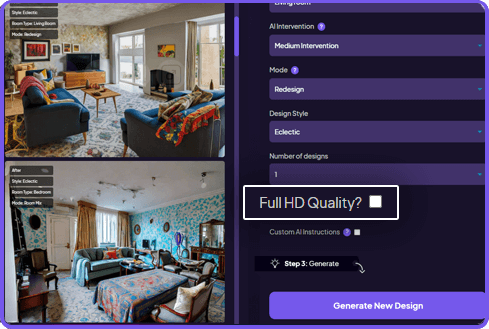 Style: Eclectic
Room Type: Living Room
Mode: Redesign
After
Style: Eclectic
Room Type: Bedroom
Mode: Room Mix
Living room
AI Intervention ?
Medium Intervention
Mode ?
Redesign
Design Style
Eclectic
Number of designs
1
Full HD Quality?
Custom AI Instructions ?
Step 3: Generate
Generate New Design